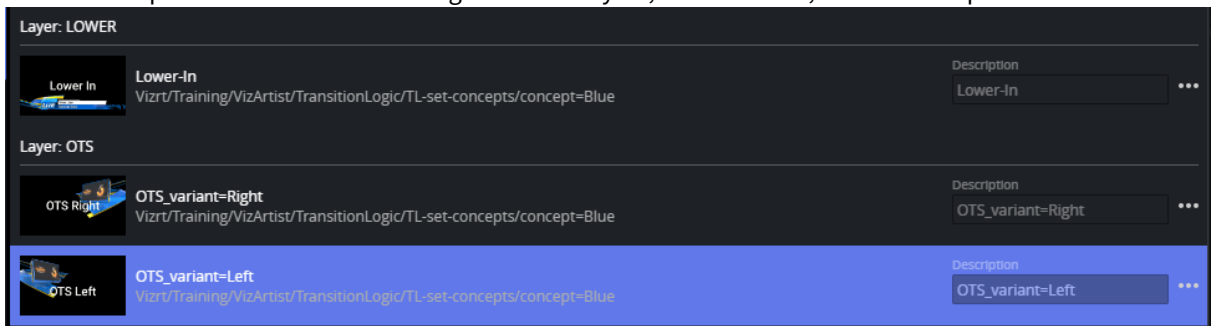 Layer: LOWER
Description
Lower In
Lower-In
Vizrt/Training/VizArtist/TransitionLogic/TL-set-concepts/concept=Blue
Lower-In
Layer: OTS
Description
OTS Right
OTS_variant=Right
Vizrt/Training/VizArtist/TransitionLogic/TL-set-concepts/concept=Blue
OTS_variant=Right
Description
OTS Left
OTS_variant=Left
Vizrt/Training/VizArtist/TransitionLogic/TL-set-concepts/concept=Blue
OTS_variant=Left